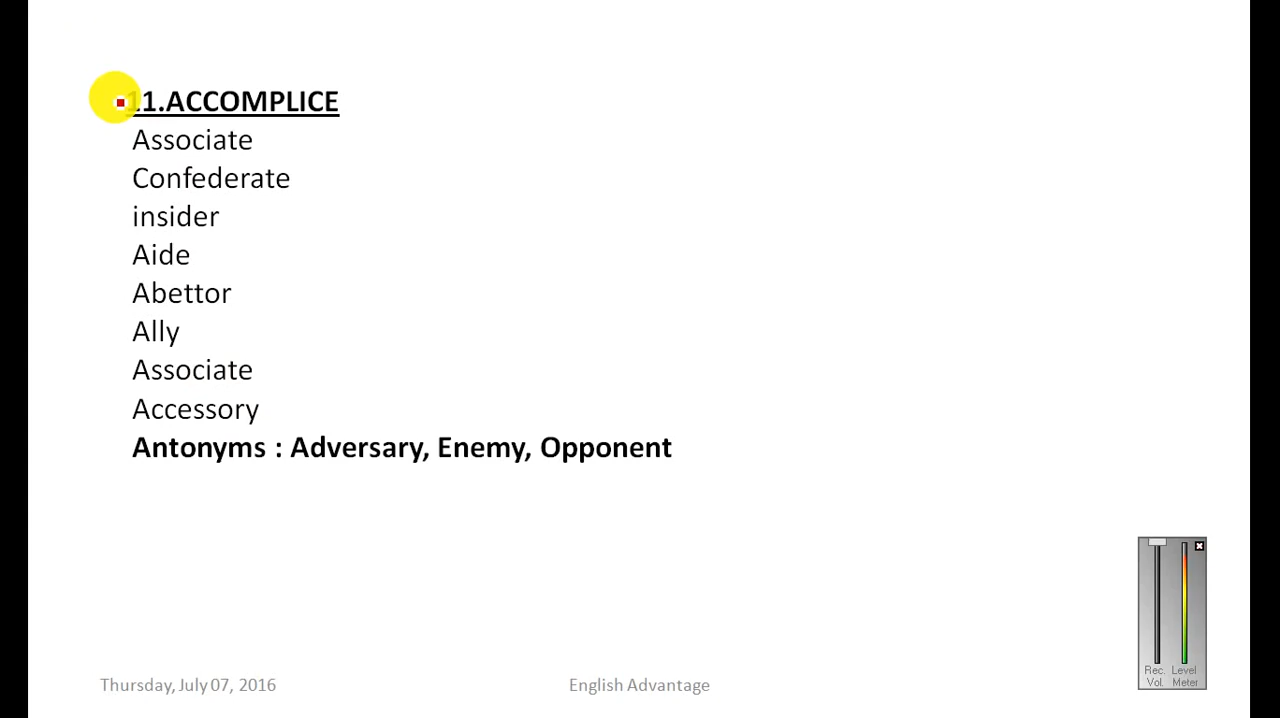 11.ACCOMPLICE
Associate
Confederate
insider
Aide
Abettor
Ally
Associate
Accessory
Antonyms : Adversary, Enemy, Opponent
Rec. Level
Vol. Meter
Thursday, July 07, 2016
English Advantage